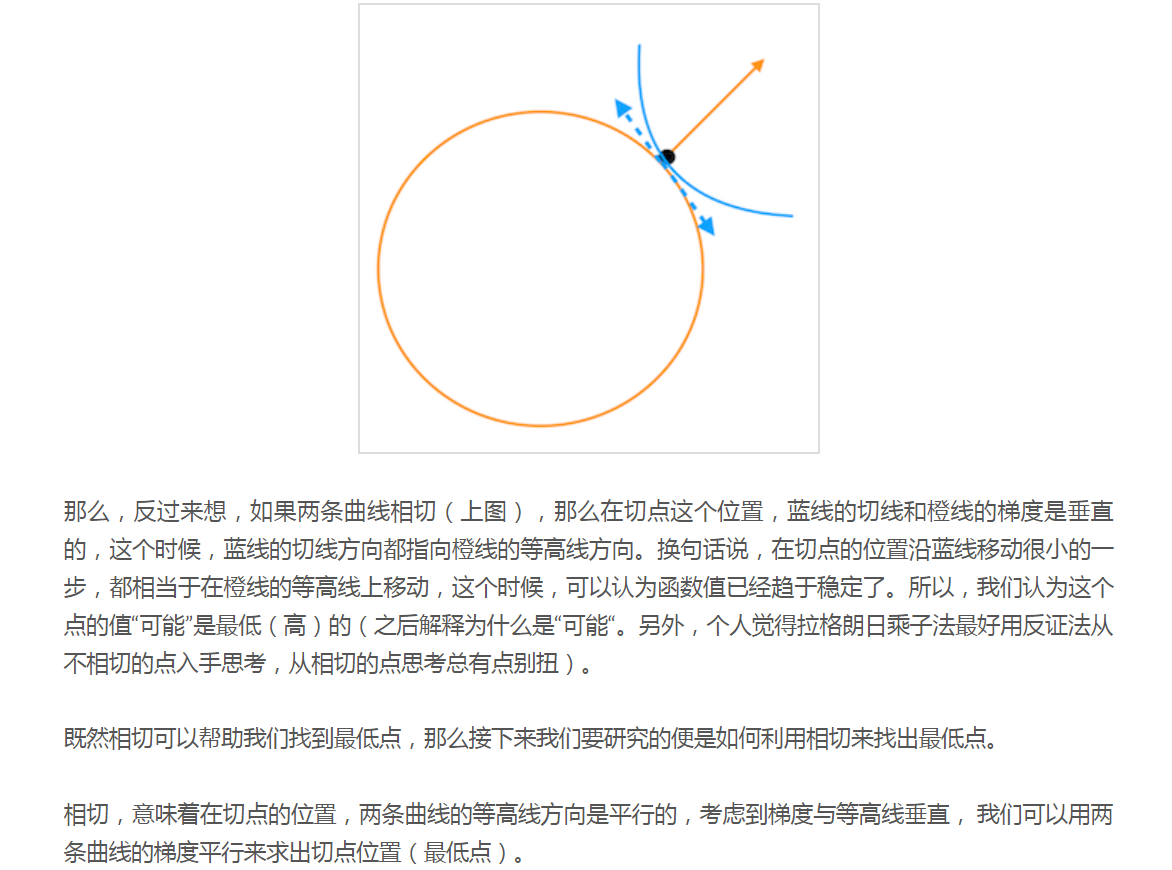 那么，反过来想，如果两条曲线相切（上图），那么在切点这个位置，蓝线的切线和橙线的梯度是垂直
的，这个时候，蓝线的切线方向都指向橙线的等高线方向。换句话说，在切点的位置沿蓝线移动很小的一
步，都相当于在橙线的等高线上移动，这个时候，可以认为函数值已经趋于稳定了。所以，我们认为这个
点的值“可能”是最低（高）的（之后解释为什么是“可能“。另外，个人觉得拉格朗日乘子法最好用反证法从
不相切的点入手思考，从相切的点思考总有点别扭）。
既然相切可以帮助我们找到最低点，那么接下来我们要研究的便是如何利用相切来找出最低点。
相切，意味着在切点的位置，两条曲线的等高线方向是平行的，考虑到梯度与等高线垂直， 我们可以用两
条曲线的梯度平行来求出切点位置（最低点）。